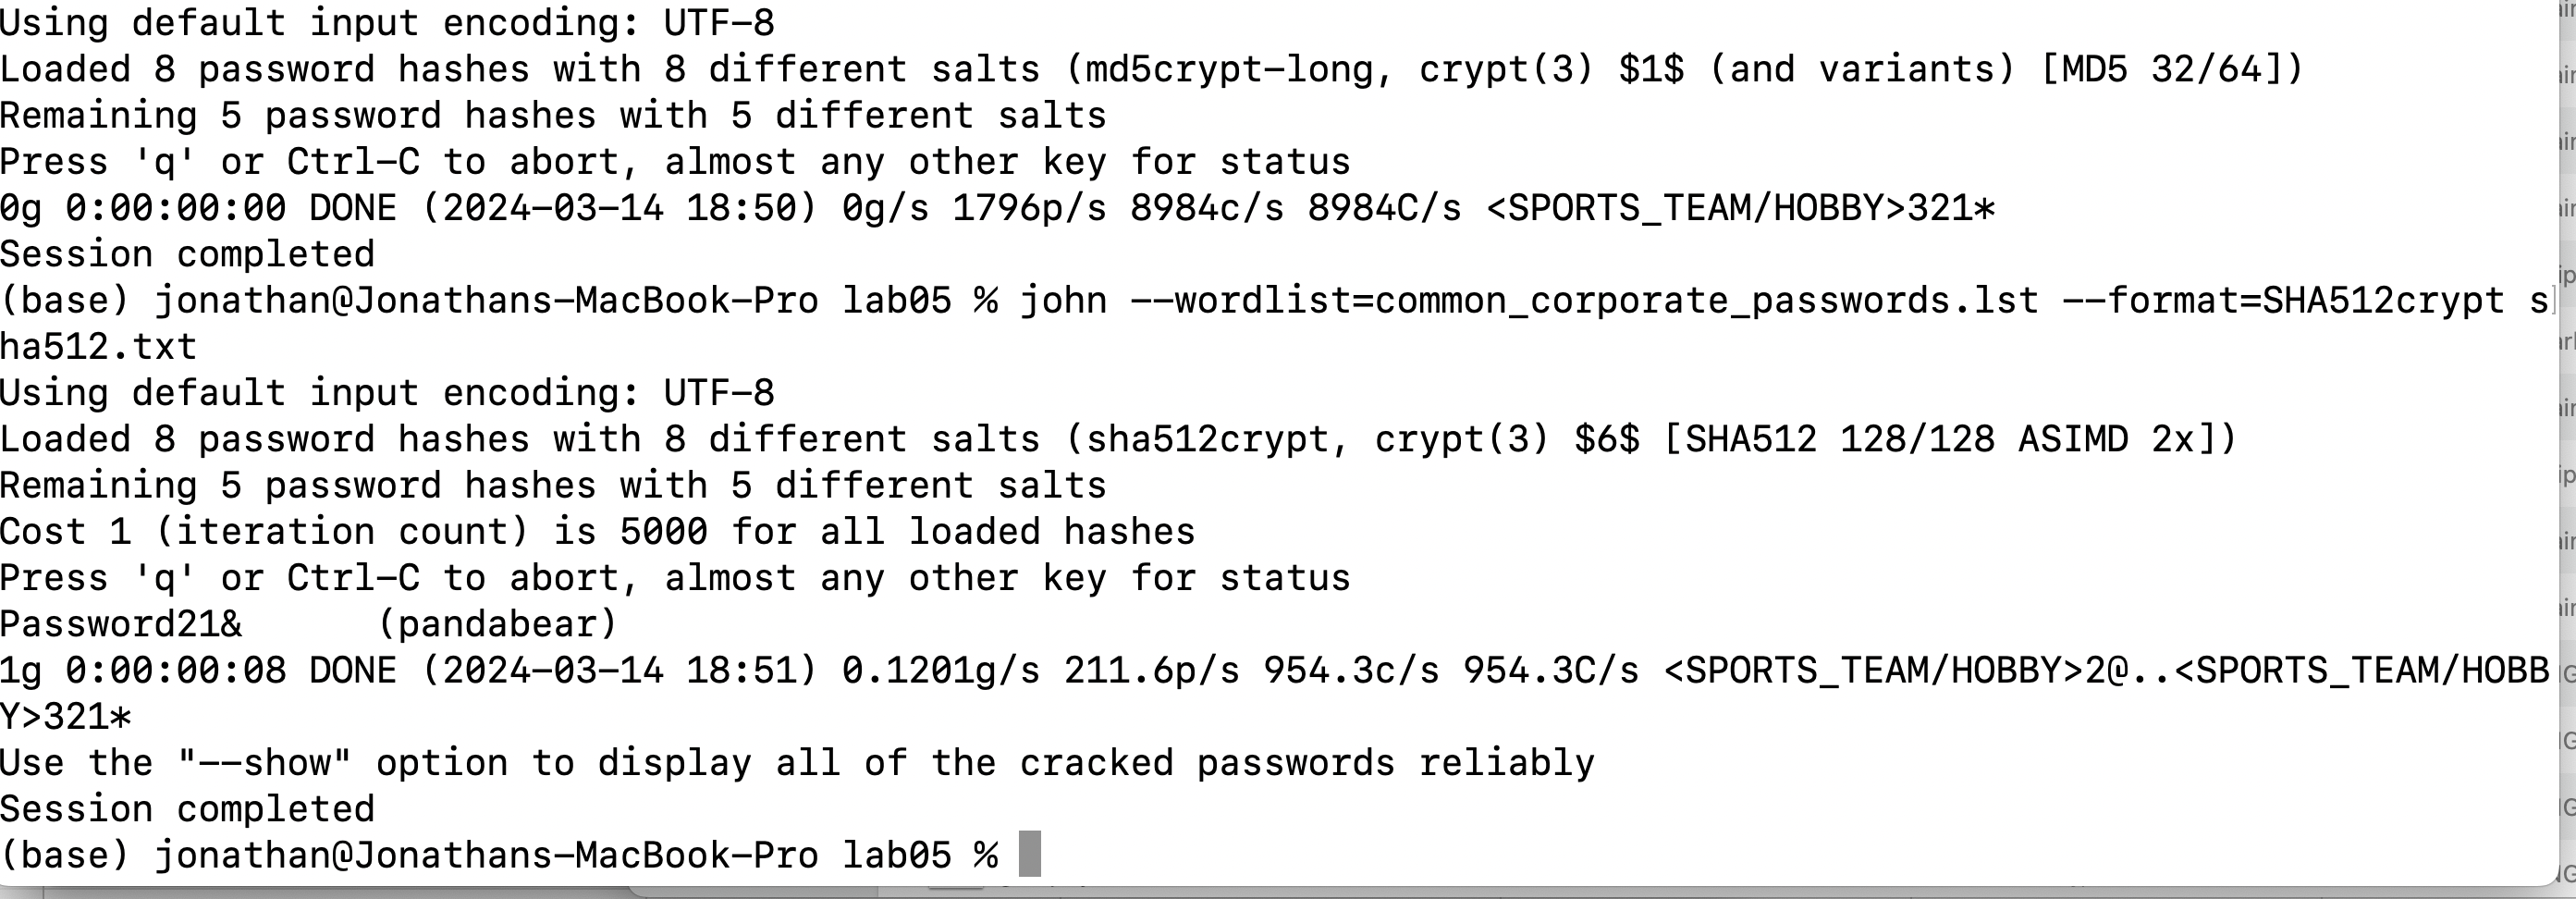 Using default input encoding: UTF-8
Loaded 8 password hashes with 8 different salts (md5crypt-long, crypt(3) $1$ (and variants) [MD5 32/64])
Remaining 5 password hashes with 5 different salts
Press 'q' or Ctrl-C to abort, almost any other key for status
0g 0:00:00:00 DONE (2024-03-14 18:50) 0g/s 1796p/s 8984c/s 8984C/s <SPORTS_TEAM/HOBBY>321*
Session completed
(base) jonathan@Jonathans-MacBook-Pro lab05 % john --wordlist=common_corporate_passwords.lst --format=SHA512crypt s
ha512.txt
Using default input encoding: UTF-8
Loaded 8 password hashes with 8 different salts (sha512crypt, crypt(3) $6$ [SHA512 128/128 ASIMD 2x])
Remaining 5 password hashes with 5 different salts
Cost 1 (iteration count) is 5000 for all loaded hashes
Press 'q' or Ctrl-C to abort, almost any other key for status
Password21&      (pandabear)
1g 0:00:00:08 DONE (2024-03-14 18:51) 0.1201g/s 211.6p/s 954.3c/s 954.3C/s <SPORTS_TEAM/HOBBY>2@..<SPORTS_TEAM/HOBB
Y>321*
Use the "--show" option to display all of the cracked passwords reliably
Session completed
(base) jonathan@Jonathans-MacBook-Pro lab05 %